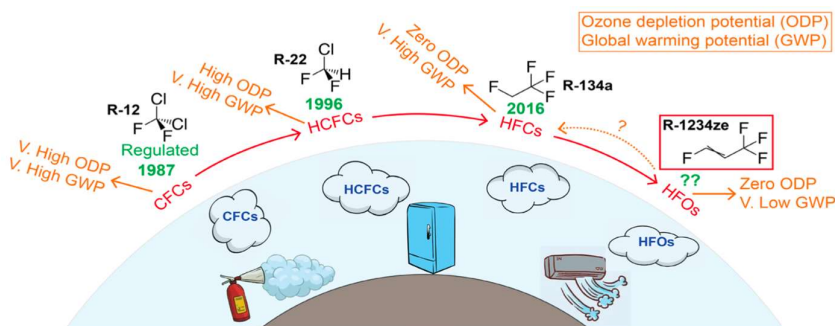 Ozone depletion potential (ODP)
Global warming potential (GWP)
V. High ODP
V. High GWP
R-12
Cl
Cl
F
F
Regulated
1987
CFCs
High ODP
V. High GWP
R-22
Cl
H
F
F
1996
HCFCs
Zero ODP
V. High GWP
F
F
F
F
R-134a
2016
HFCs
?
R-1234ze
F
F
F
F
??
HFOs
Zero ODP
V. Low GWP
CFCs
HCFCs
HFCs
HFOs